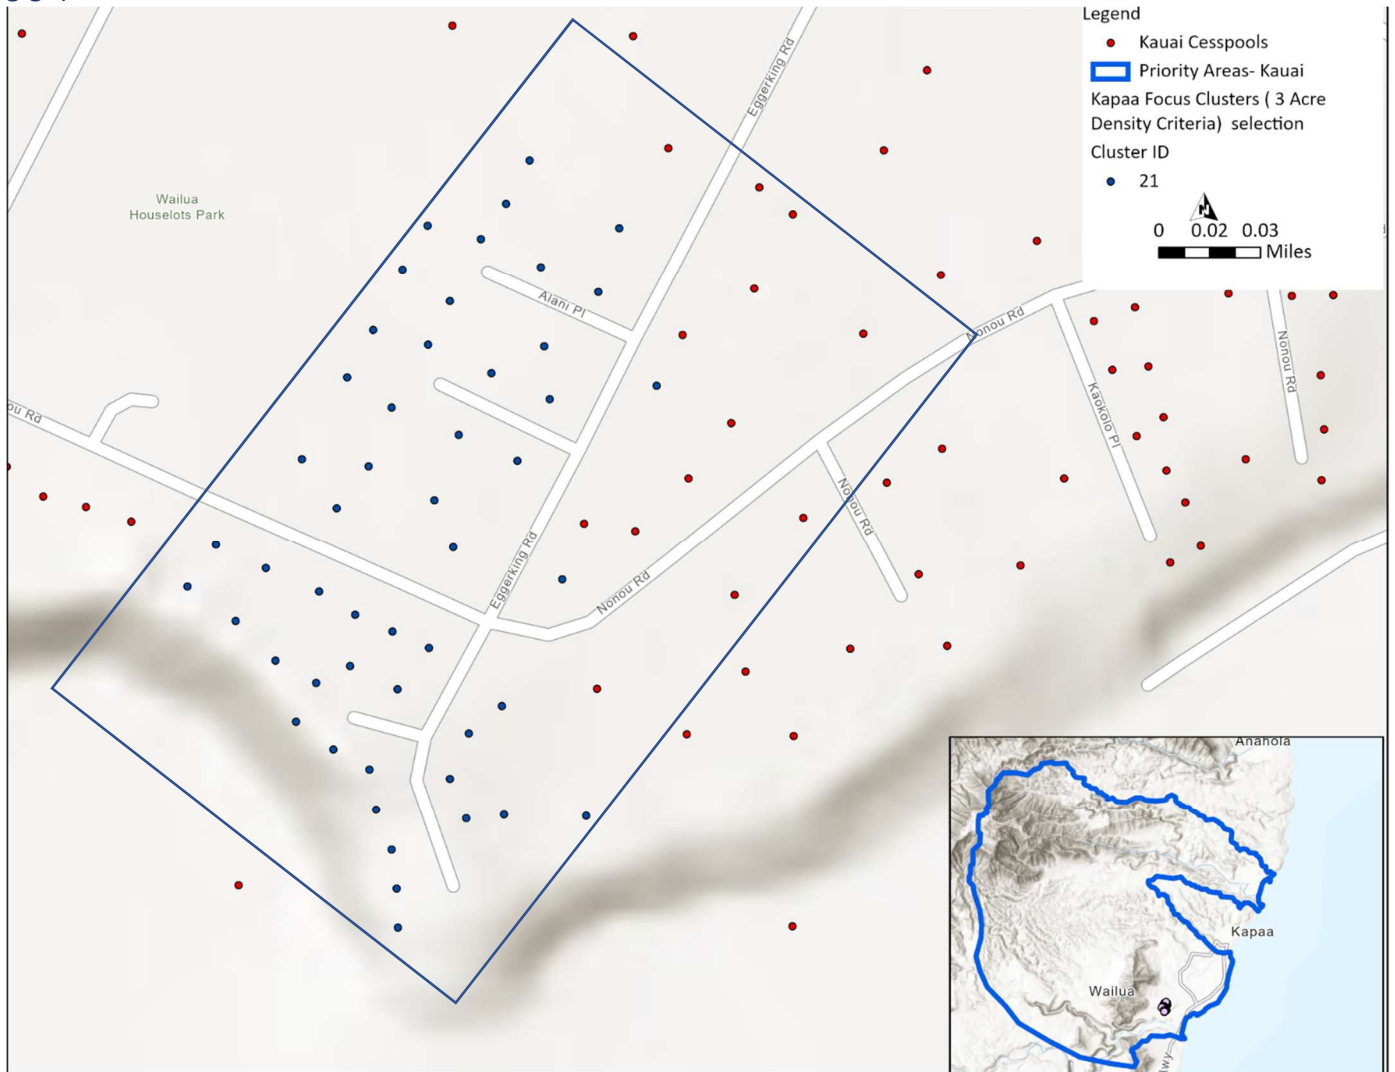 Legend
Kauai Cesspools
Priority Areas- Kauai
Kapaa Focus Clusters ( 3 Acre
Density Criteria)  selection
Cluster ID
21
N
0 0.02 0.03
Miles
Eggerking Rd
Wailua
Houselots Park
Alani Pl
Nonou Rd
Nonou Rd
Kaokoio Pl
ou Rd
Nonou Rd
Eggerking Rd
Nonou Rd
Anahola
Kapaa
Wailua
wy